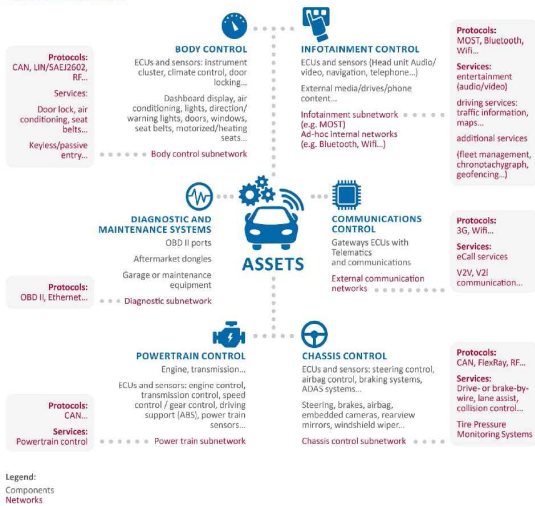 BODY CONTROL
ECUs and sensors: instrument
cluster, climate control, door
locking...
Dashboard display, air
conditioning, lights, direction/
warning lights, doors, windows,
seat belts, motorized/heating
seats...
Body control subnetwork
Protocols:
CAN, LIN/SAEJ2602,
RF...
Services:
Door lock, air
conditioning, seat
belts...
Keyless/passive
entry...
INFOTAINMENT CONTROL
ECUs and sensors (Head unit Audio/
video, navigation, telephone...)
External media/drives/phone
content...
Infotainment subnetwork
(e.g. MOST)
Ad-hoc internal networks
(e.g. Bluetooth, Wifi...)
Protocols:
MOST, Bluetooth,
Wifi...
Services:
entertainment
(audio/video)
driving services:
traffic information,
maps...
additional services
(fleet management,
chronotachygraph,
geofencing...)
DIAGNOSTIC AND
MAINTENANCE SYSTEMS
OBD II ports
Aftermarket dongles
Garage or maintenance
equipment
Diagnostic subnetwork
Protocols:
OBD II, Ethernet...
ASSETS
COMMUNICATIONS
CONTROL
Gateways ECUs with
Telematics
and communications
External communication
networks
Protocols:
3G, Wifi...
Services:
eCall services
V2V, V2I
communication...
POWERTRAIN CONTROL
Engine, transmission...
ECUs and sensors: engine control,
transmission control, speed
control / gear control, driving
support (ABS), power train
sensors...
Power train subnetwork
Protocols:
CAN...
Services:
Powertrain control
CHASSIS CONTROL
ECUs and sensors: steering control,
airbag control, braking systems,
ADAS systems...
Steering, brakes, airbag,
embedded cameras, rearview
mirrors, windshield wiper...
Chassis control subnetwork
Protocols:
CAN, FlexRay, RF...
Services:
Drive- or brake-by-
wire, lane assist,
collision control...
Tire Pressure
Monitoring Systems
Legend:
Components
Networks